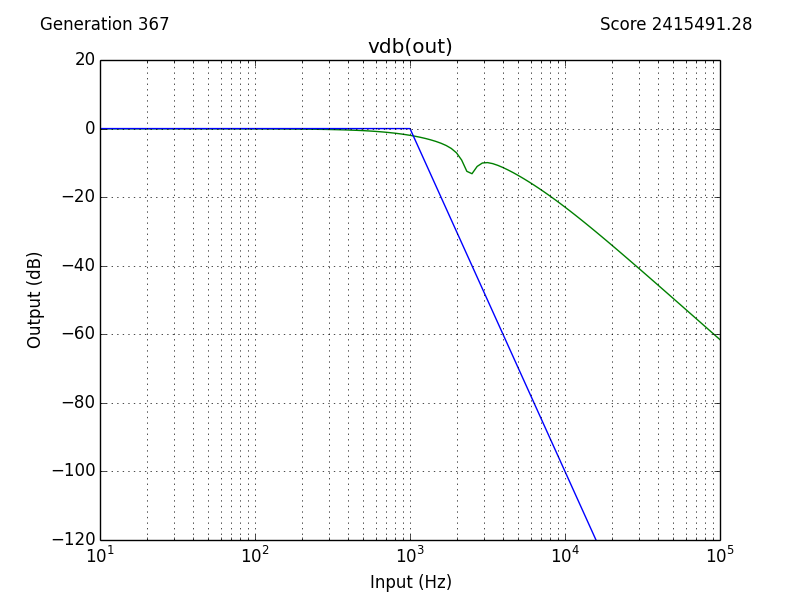 Generation 367
Score 2415491.28
vdb(out)
20
0
−20
−40
−60
−80
−100
−120
Output (dB)
10¹
10²
10³
10⁴
10⁵
Input (Hz)